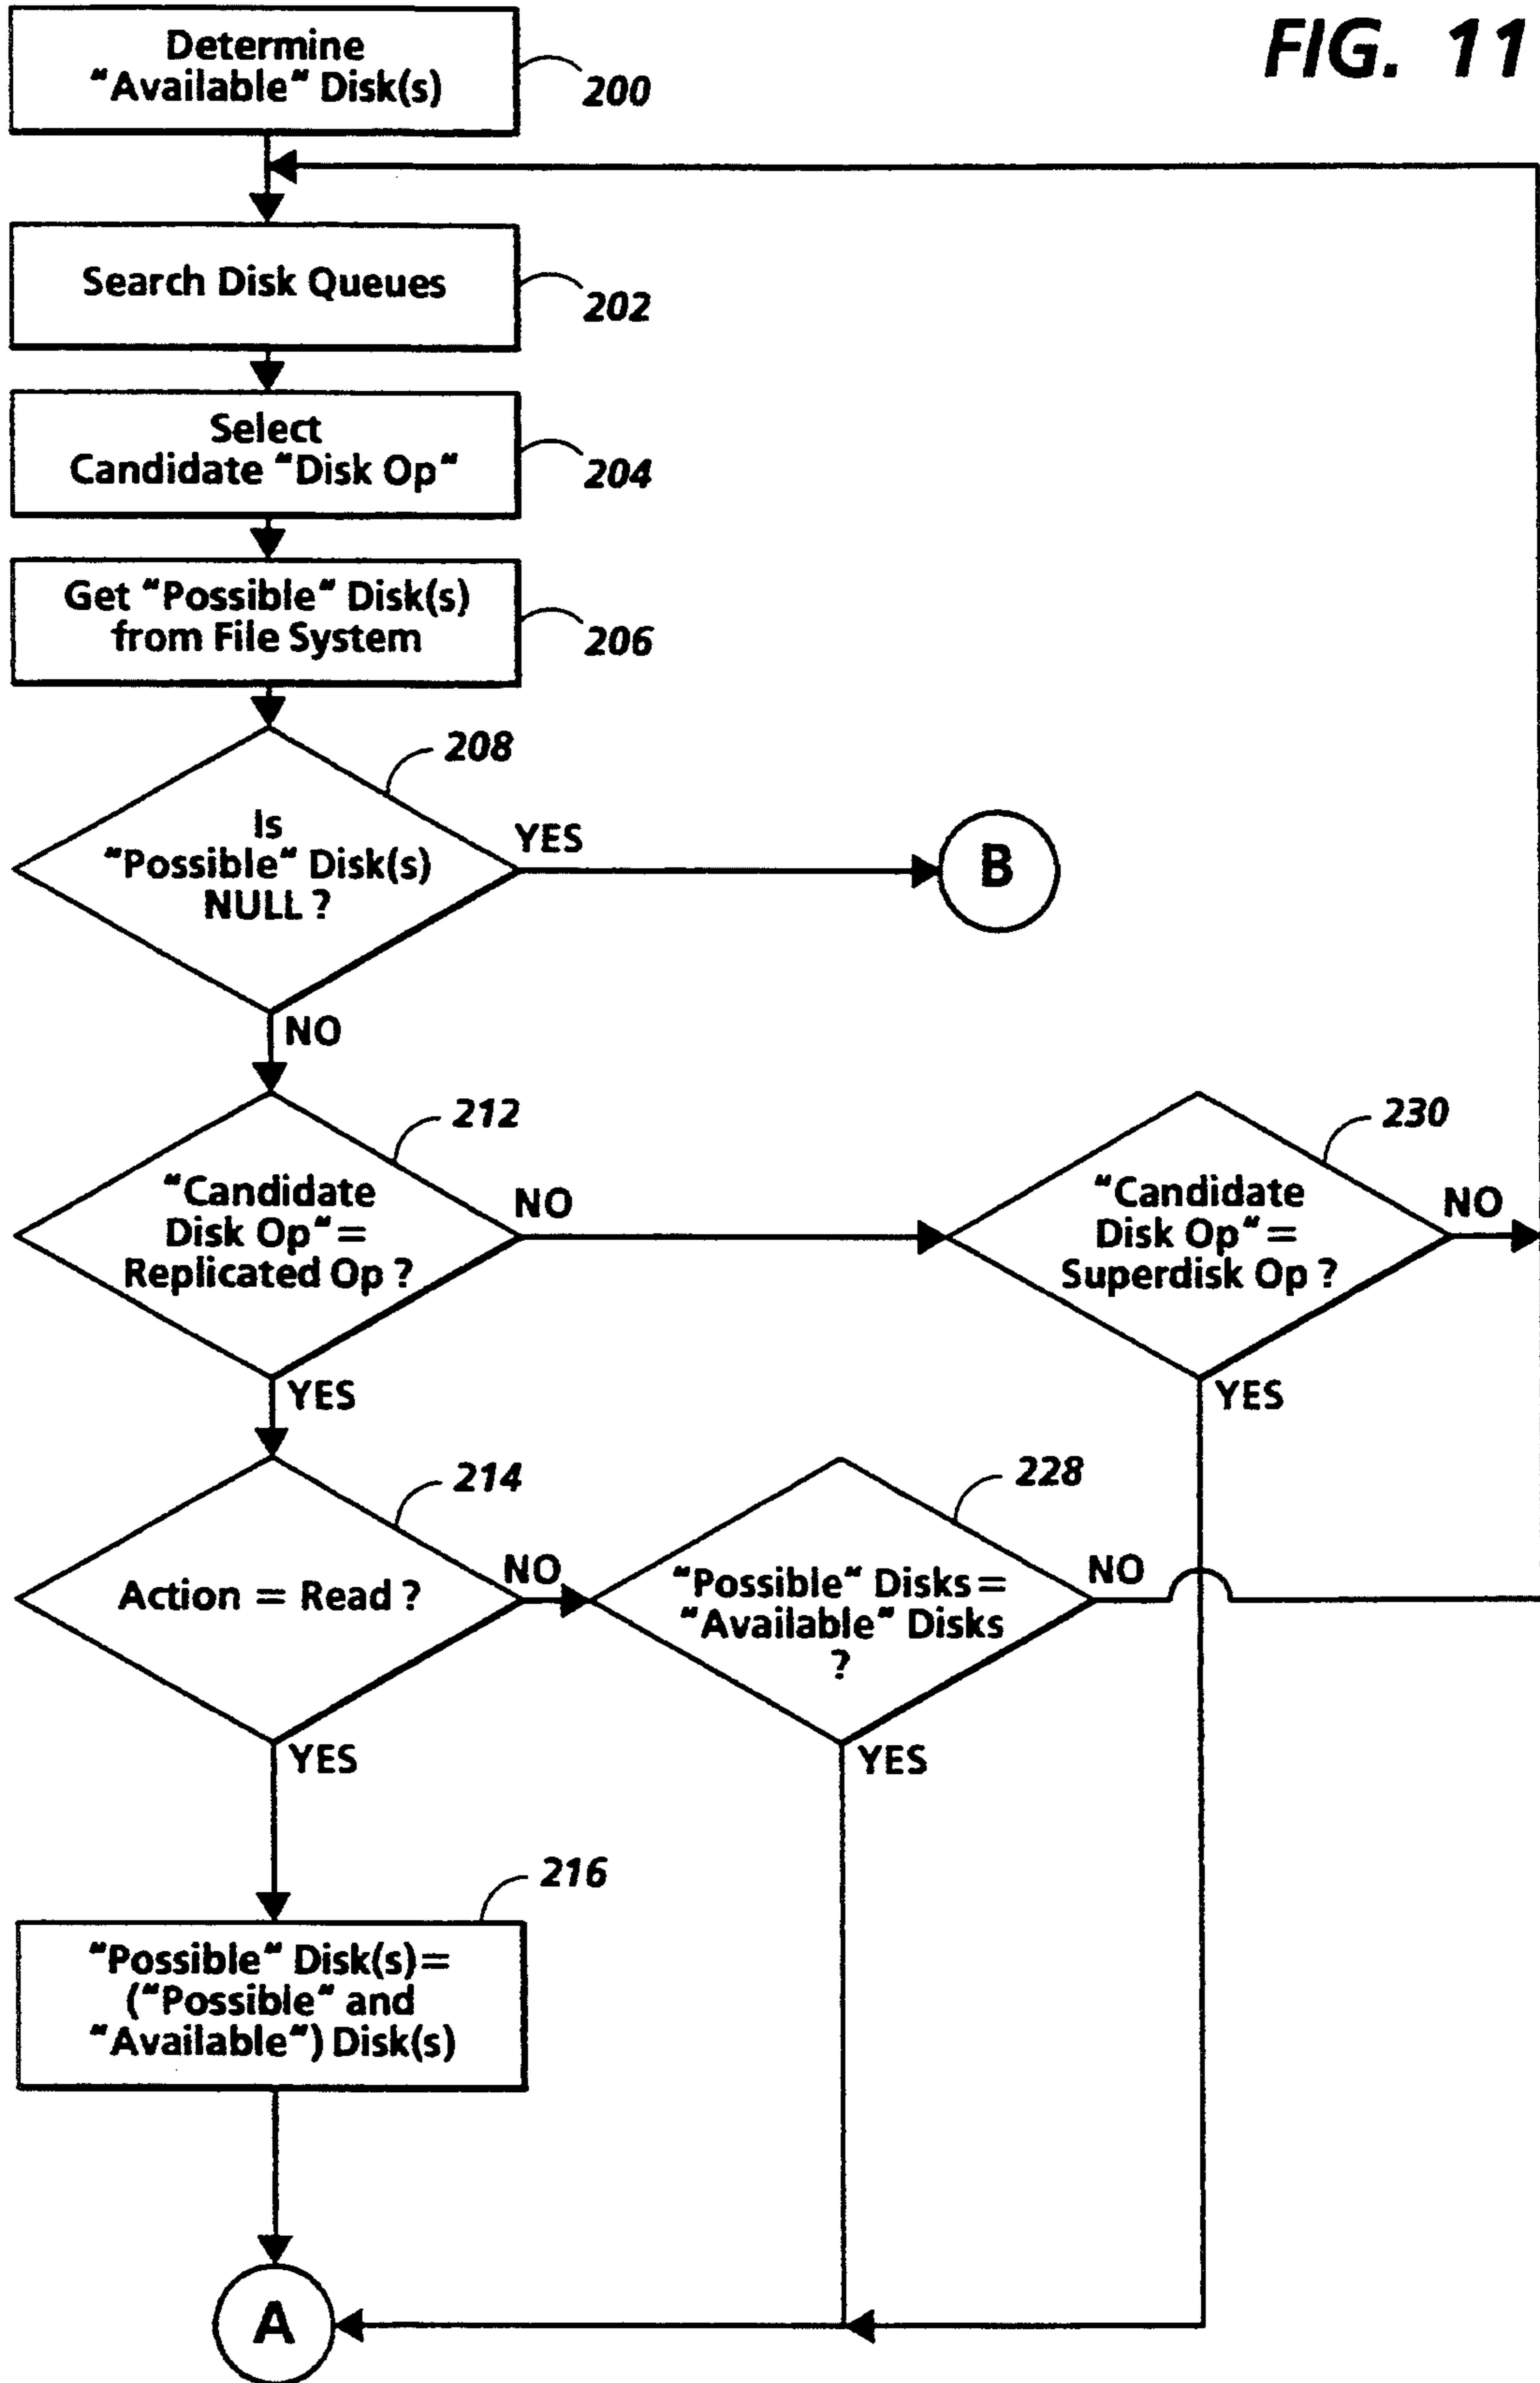 FIG. 11
Determine
"Available" Disk(s)
200
Search Disk Queues
202
Select
Candidate "Disk Op"
204
Get "Possible" Disk(s)
from File System
206
208
Is
"Possible" Disk(s)
NULL ?
YES
B
NO
212
"Candidate
Disk Op" =
Replicated Op ?
NO
230
"Candidate
Disk Op" =
Superdisk Op ?
NO
YES
YES
214
Action = Read ?
NO
228
"Possible" Disks =
"Available" Disks
?
NO
YES
YES
216
"Possible" Disk(s) =
("Possible" and
"Available") Disk(s)
A